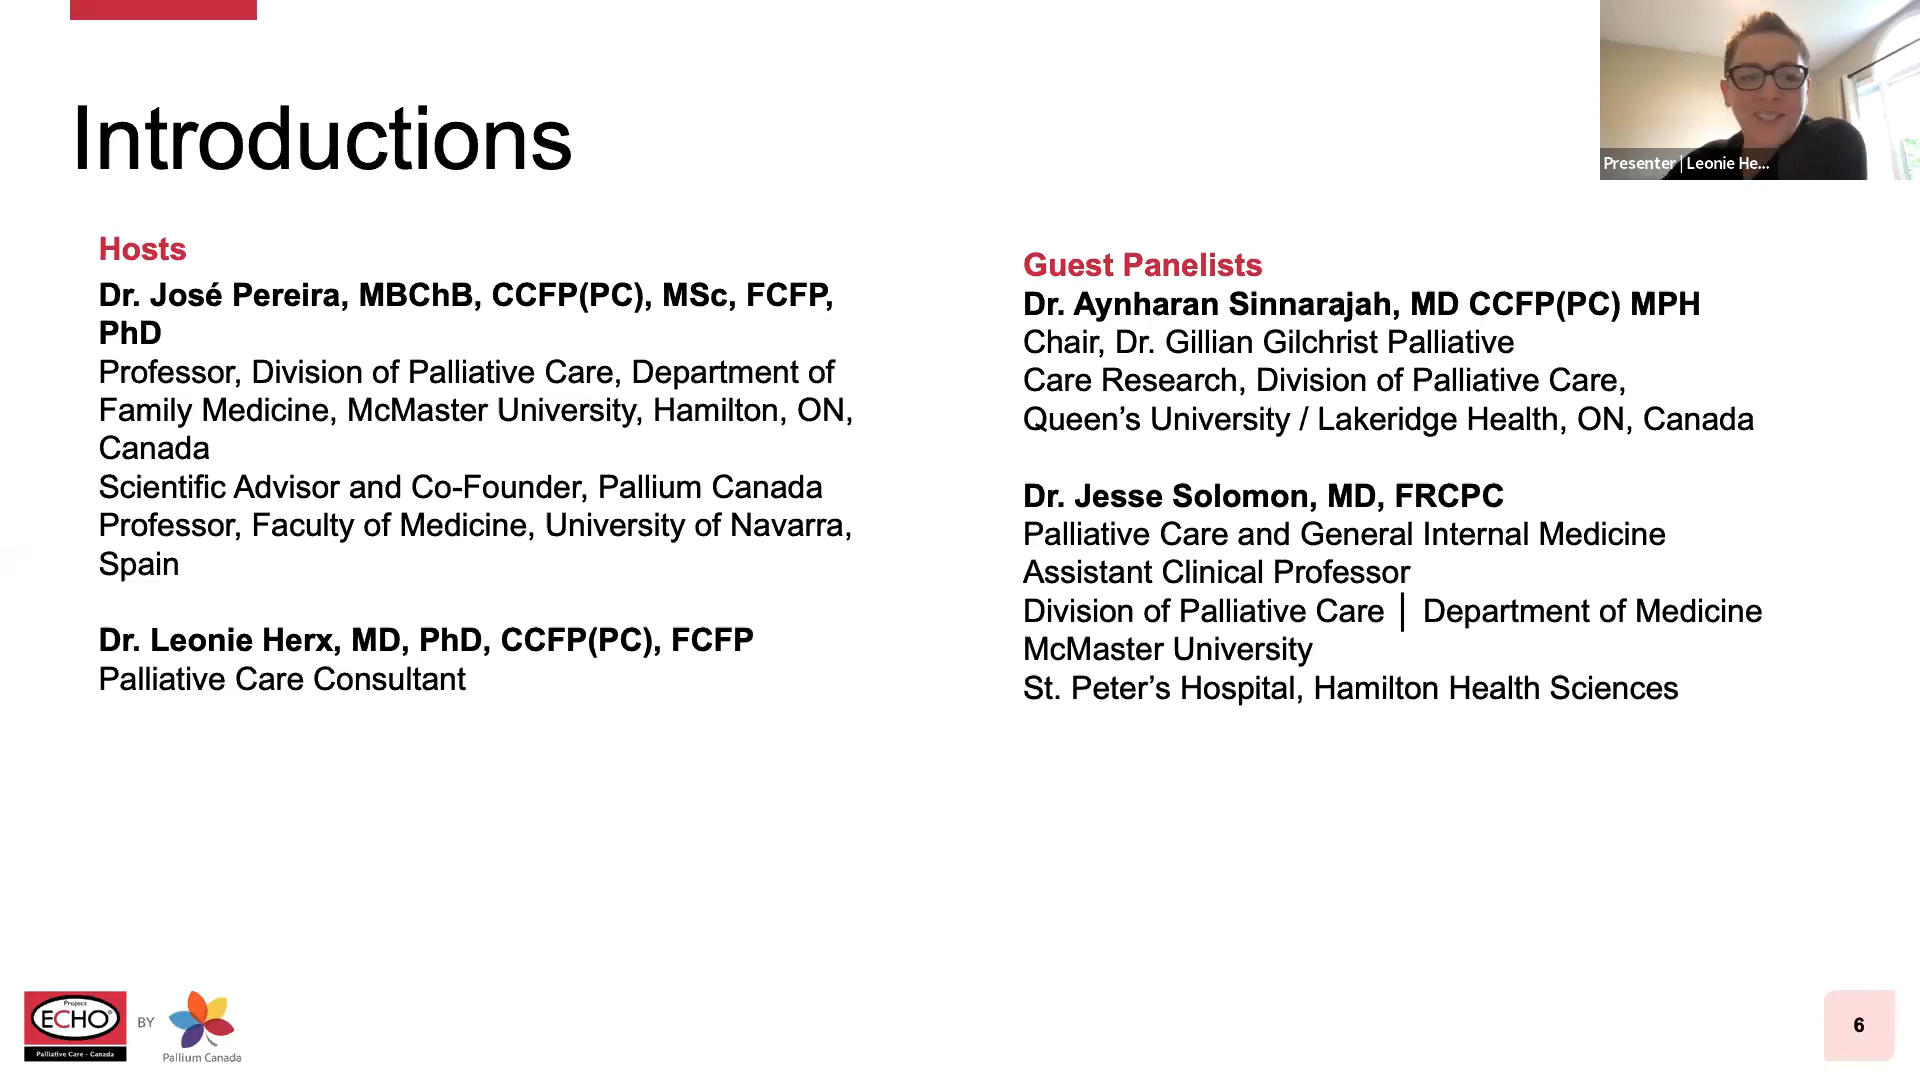 Introductions
Presenter | Leonie He...
Hosts
Dr. José Pereira, MBChB, CCFP(PC), MSc, FCFP,
PhD
Professor, Division of Palliative Care, Department of
Family Medicine, McMaster University, Hamilton, ON,
Canada
Scientific Advisor and Co-Founder, Pallium Canada
Professor, Faculty of Medicine, University of Navarra,
Spain
Dr. Leonie Herx, MD, PhD, CCFP(PC), FCFP
Palliative Care Consultant
Guest Panelists
Dr. Aynharan Sinnarajah, MD CCFP(PC) MPH
Chair, Dr. Gillian Gilchrist Palliative
Care Research, Division of Palliative Care,
Queen’s University / Lakeridge Health, ON, Canada
Dr. Jesse Solomon, MD, FRCPC
Palliative Care and General Internal Medicine
Assistant Clinical Professor
Division of Palliative Care │ Department of Medicine
McMaster University
St. Peter’s Hospital, Hamilton Health Sciences
Project
ECHO®
Palliative Care - Canada
BY
Pallium Canada
6